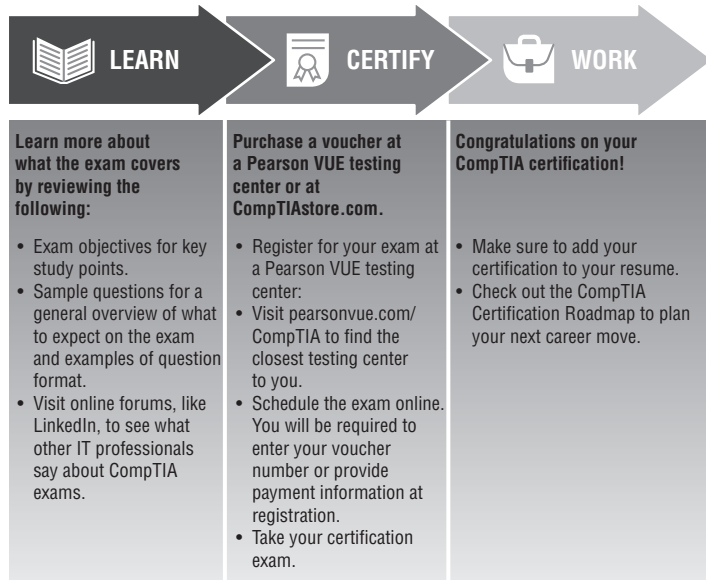 LEARN
CERTIFY
WORK
Learn more about
what the exam covers
by reviewing the
following:
• Exam objectives for key
study points.
• Sample questions for a
general overview of what
to expect on the exam
and examples of question
format.
• Visit online forums, like
LinkedIn, to see what
other IT professionals
say about CompTIA
exams.
Purchase a voucher at
a Pearson VUE testing
center or at
CompTIAstore.com.
• Register for your exam at
a Pearson VUE testing
center:
• Visit pearsonvue.com/
CompTIA to find the
closest testing center
to you.
• Schedule the exam online.
You will be required to
enter your voucher
number or provide
payment information at
registration.
• Take your certification
exam.
Congratulations on your
CompTIA certification!
• Make sure to add your
certification to your resume.
• Check out the CompTIA
Certification Roadmap to plan
your next career move.